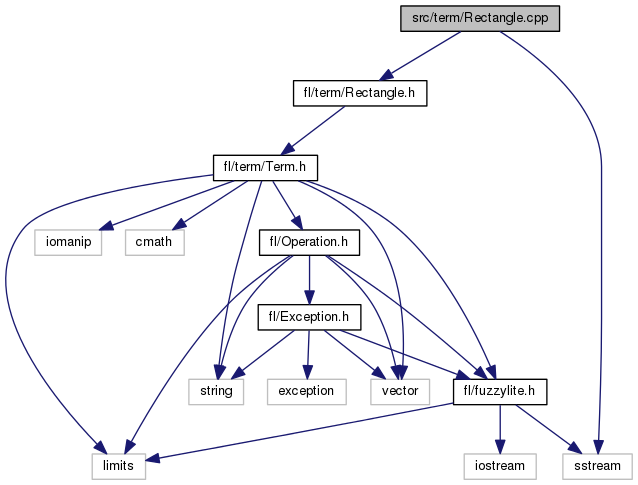 src/term/Rectangle.cpp
fl/term/Rectangle.h
fl/term/Term.h
iomanip
cmath
fl/Operation.h
fl/Exception.h
string
exception
vector
fl/fuzzylite.h
limits
iostream
sstream